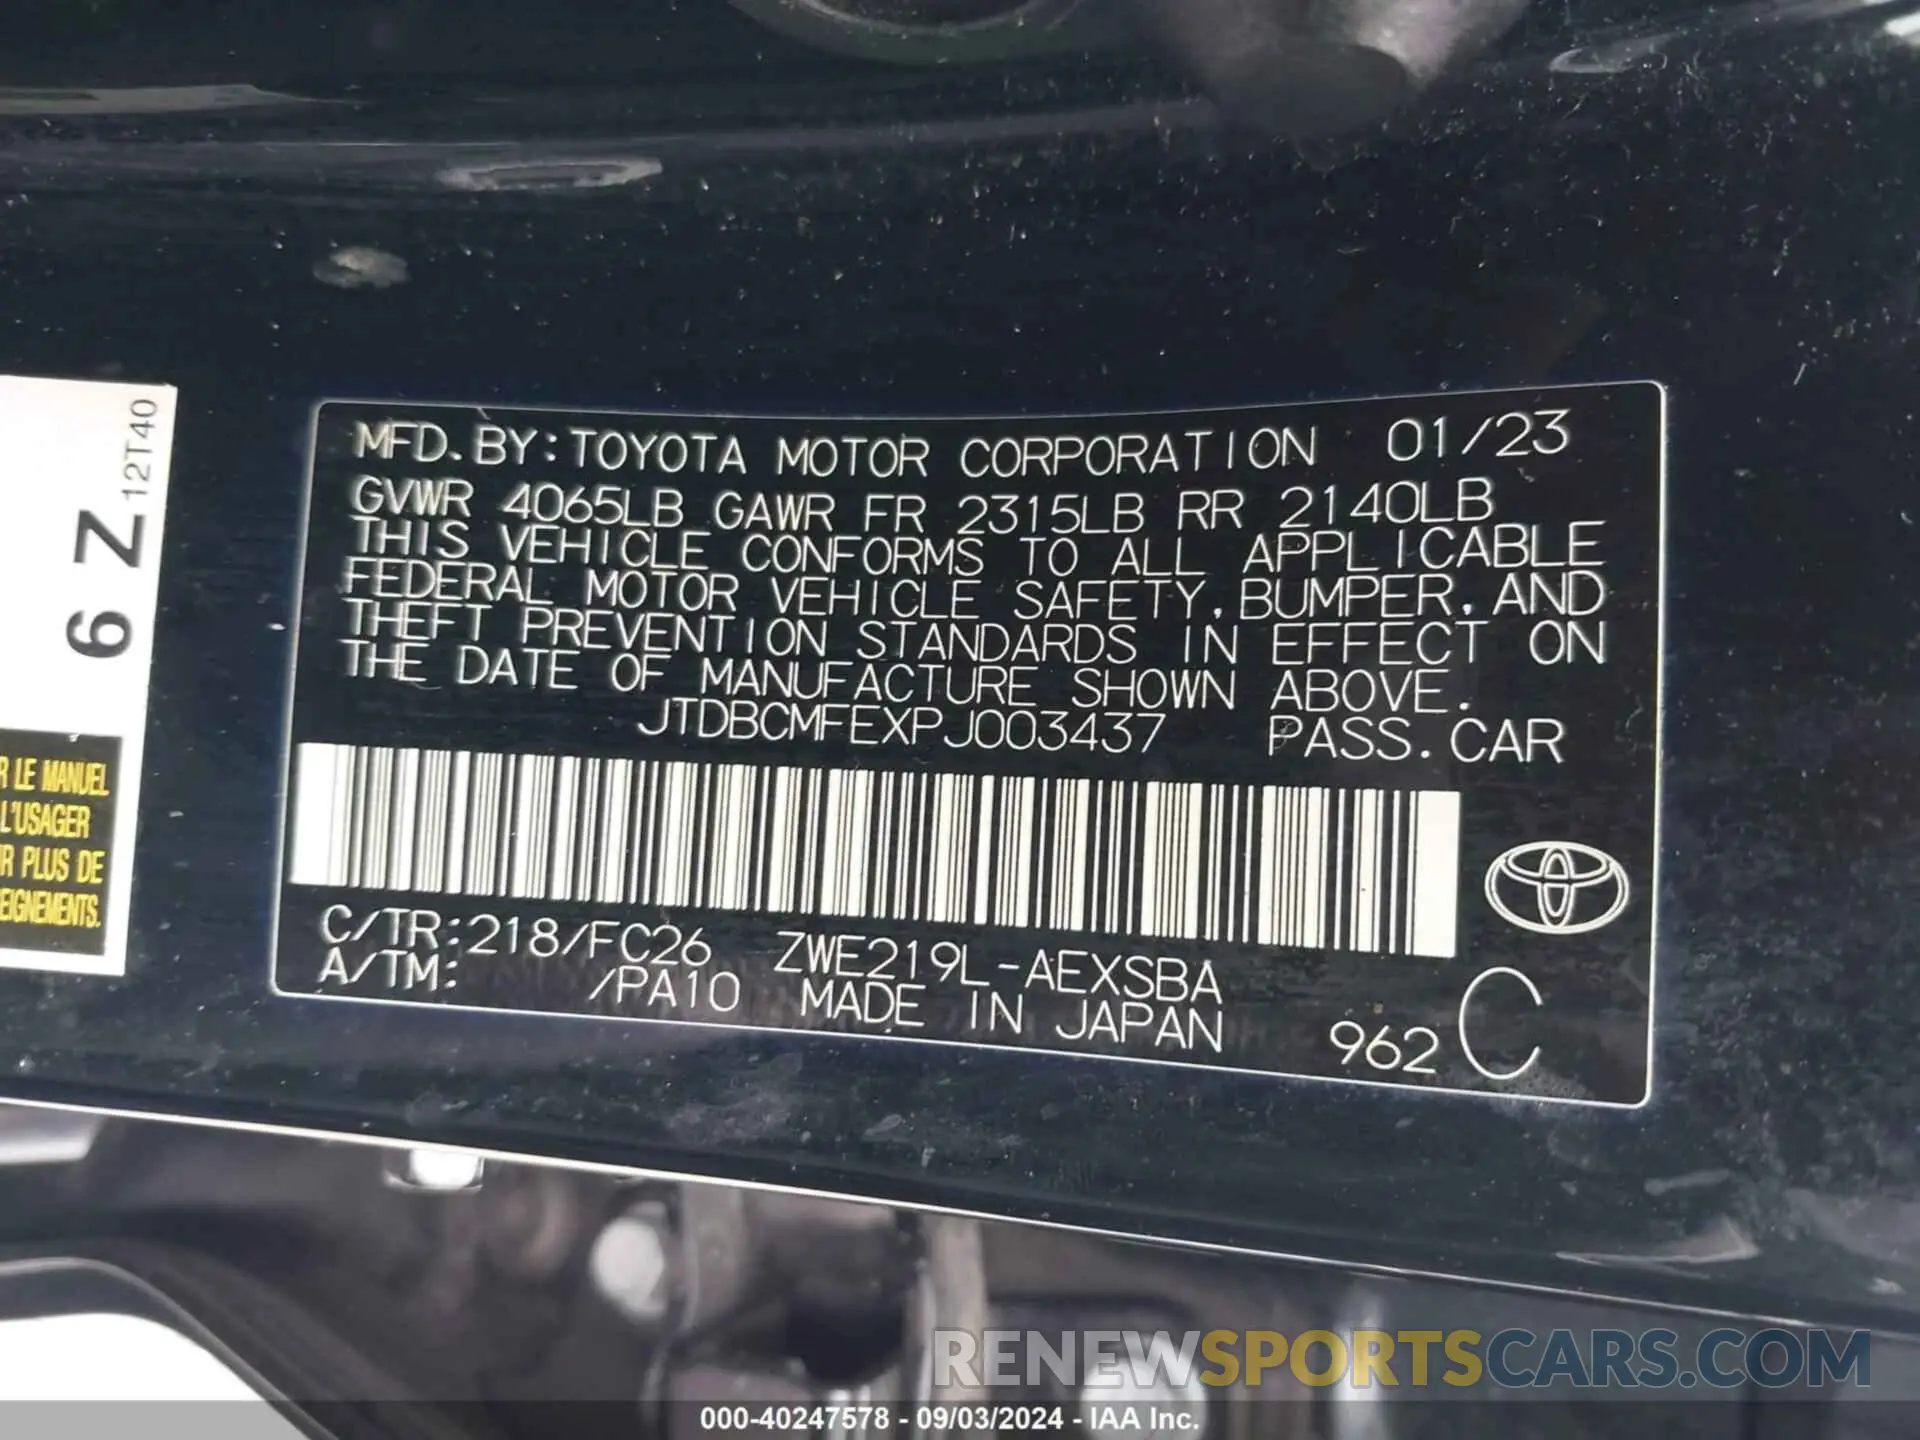 MFD. BY: TOYOTA MOTOR CORPORATION 01/23
GVWR 4065LB GAWR FR 2315LB RR 2140LB
THIS VEHICLE CONFORMS TO ALL APPLICABLE
FEDERAL MOTOR VEHICLE SAFETY, BUMPER, AND
THEFT PREVENTION STANDARDS IN EFFECT ON
THE DATE OF MANUFACTURE SHOWN ABOVE.
JTDBCMFEXPJ003437 PASS. CAR
C/TR: 218/FC26 ZWE219L-AEXSBA
A/TM: /PA10 MADE IN JAPAN 962 C
6 Z 12T40
LE MANUEL
L'USAGER
PLUS DE
RENEWSPORTSCARS.COM
000-40247578 - 09/03/2024 - IAA Inc.